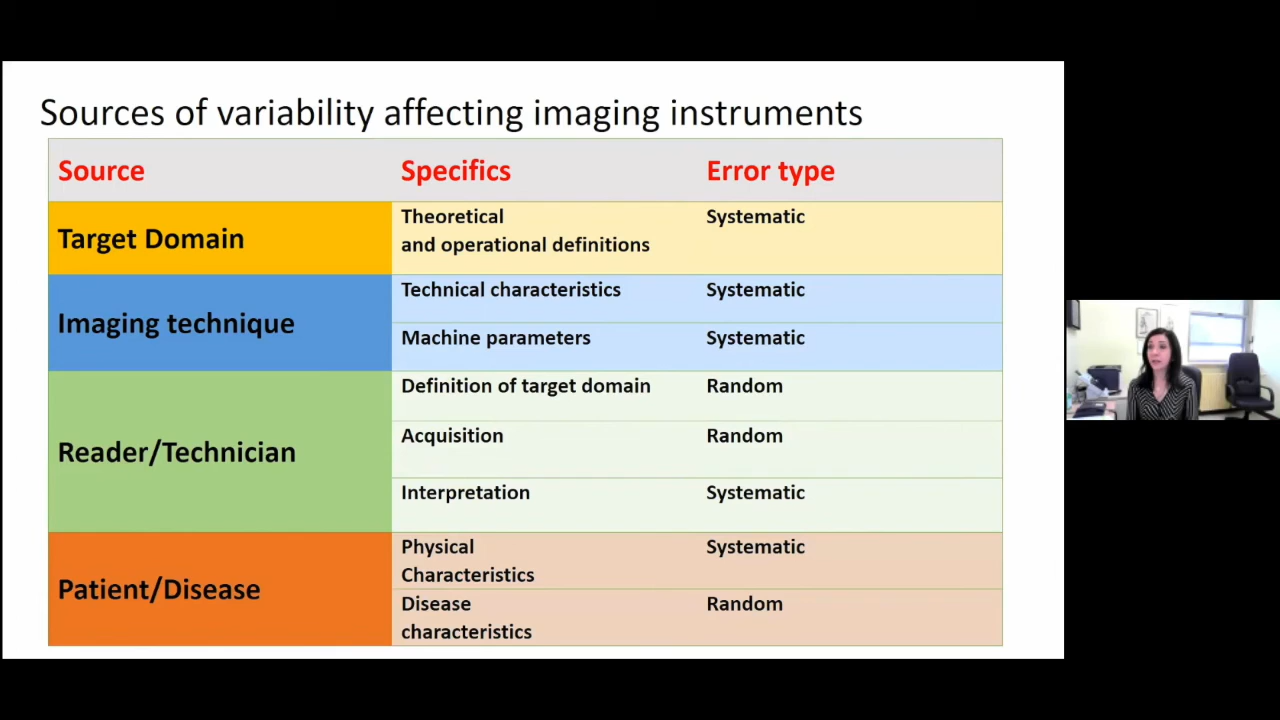 Sources of variability affecting imaging instruments
Source Specifics Error type
Target Domain
Theoretical
and operational definitions
Systematic
Imaging technique
Technical characteristics Systematic
Machine parameters Systematic
Reader/Technician
Definition of target domain Random
Acquisition Random
Interpretation Systematic
Patient/Disease
Physical
Characteristics
Systematic
Disease
characteristics
Random